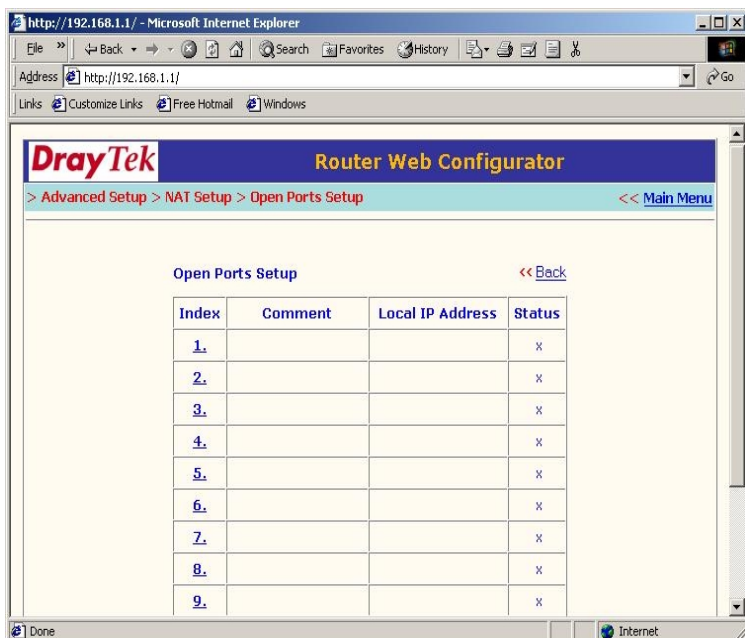 http://192.168.1.1/ - Microsoft Internet Explorer
File » Back Search Favorites History
Address http://192.168.1.1/ Go
Links Customize Links Free Hotmail Windows
DrayTek Router Web Configurator
> Advanced Setup > NAT Setup > Open Ports Setup << Main Menu
Open Ports Setup << Back
Index Comment Local IP Address Status
1. x
2. x
3. x
4. x
5. x
6. x
7. x
8. x
9. x
Done Internet